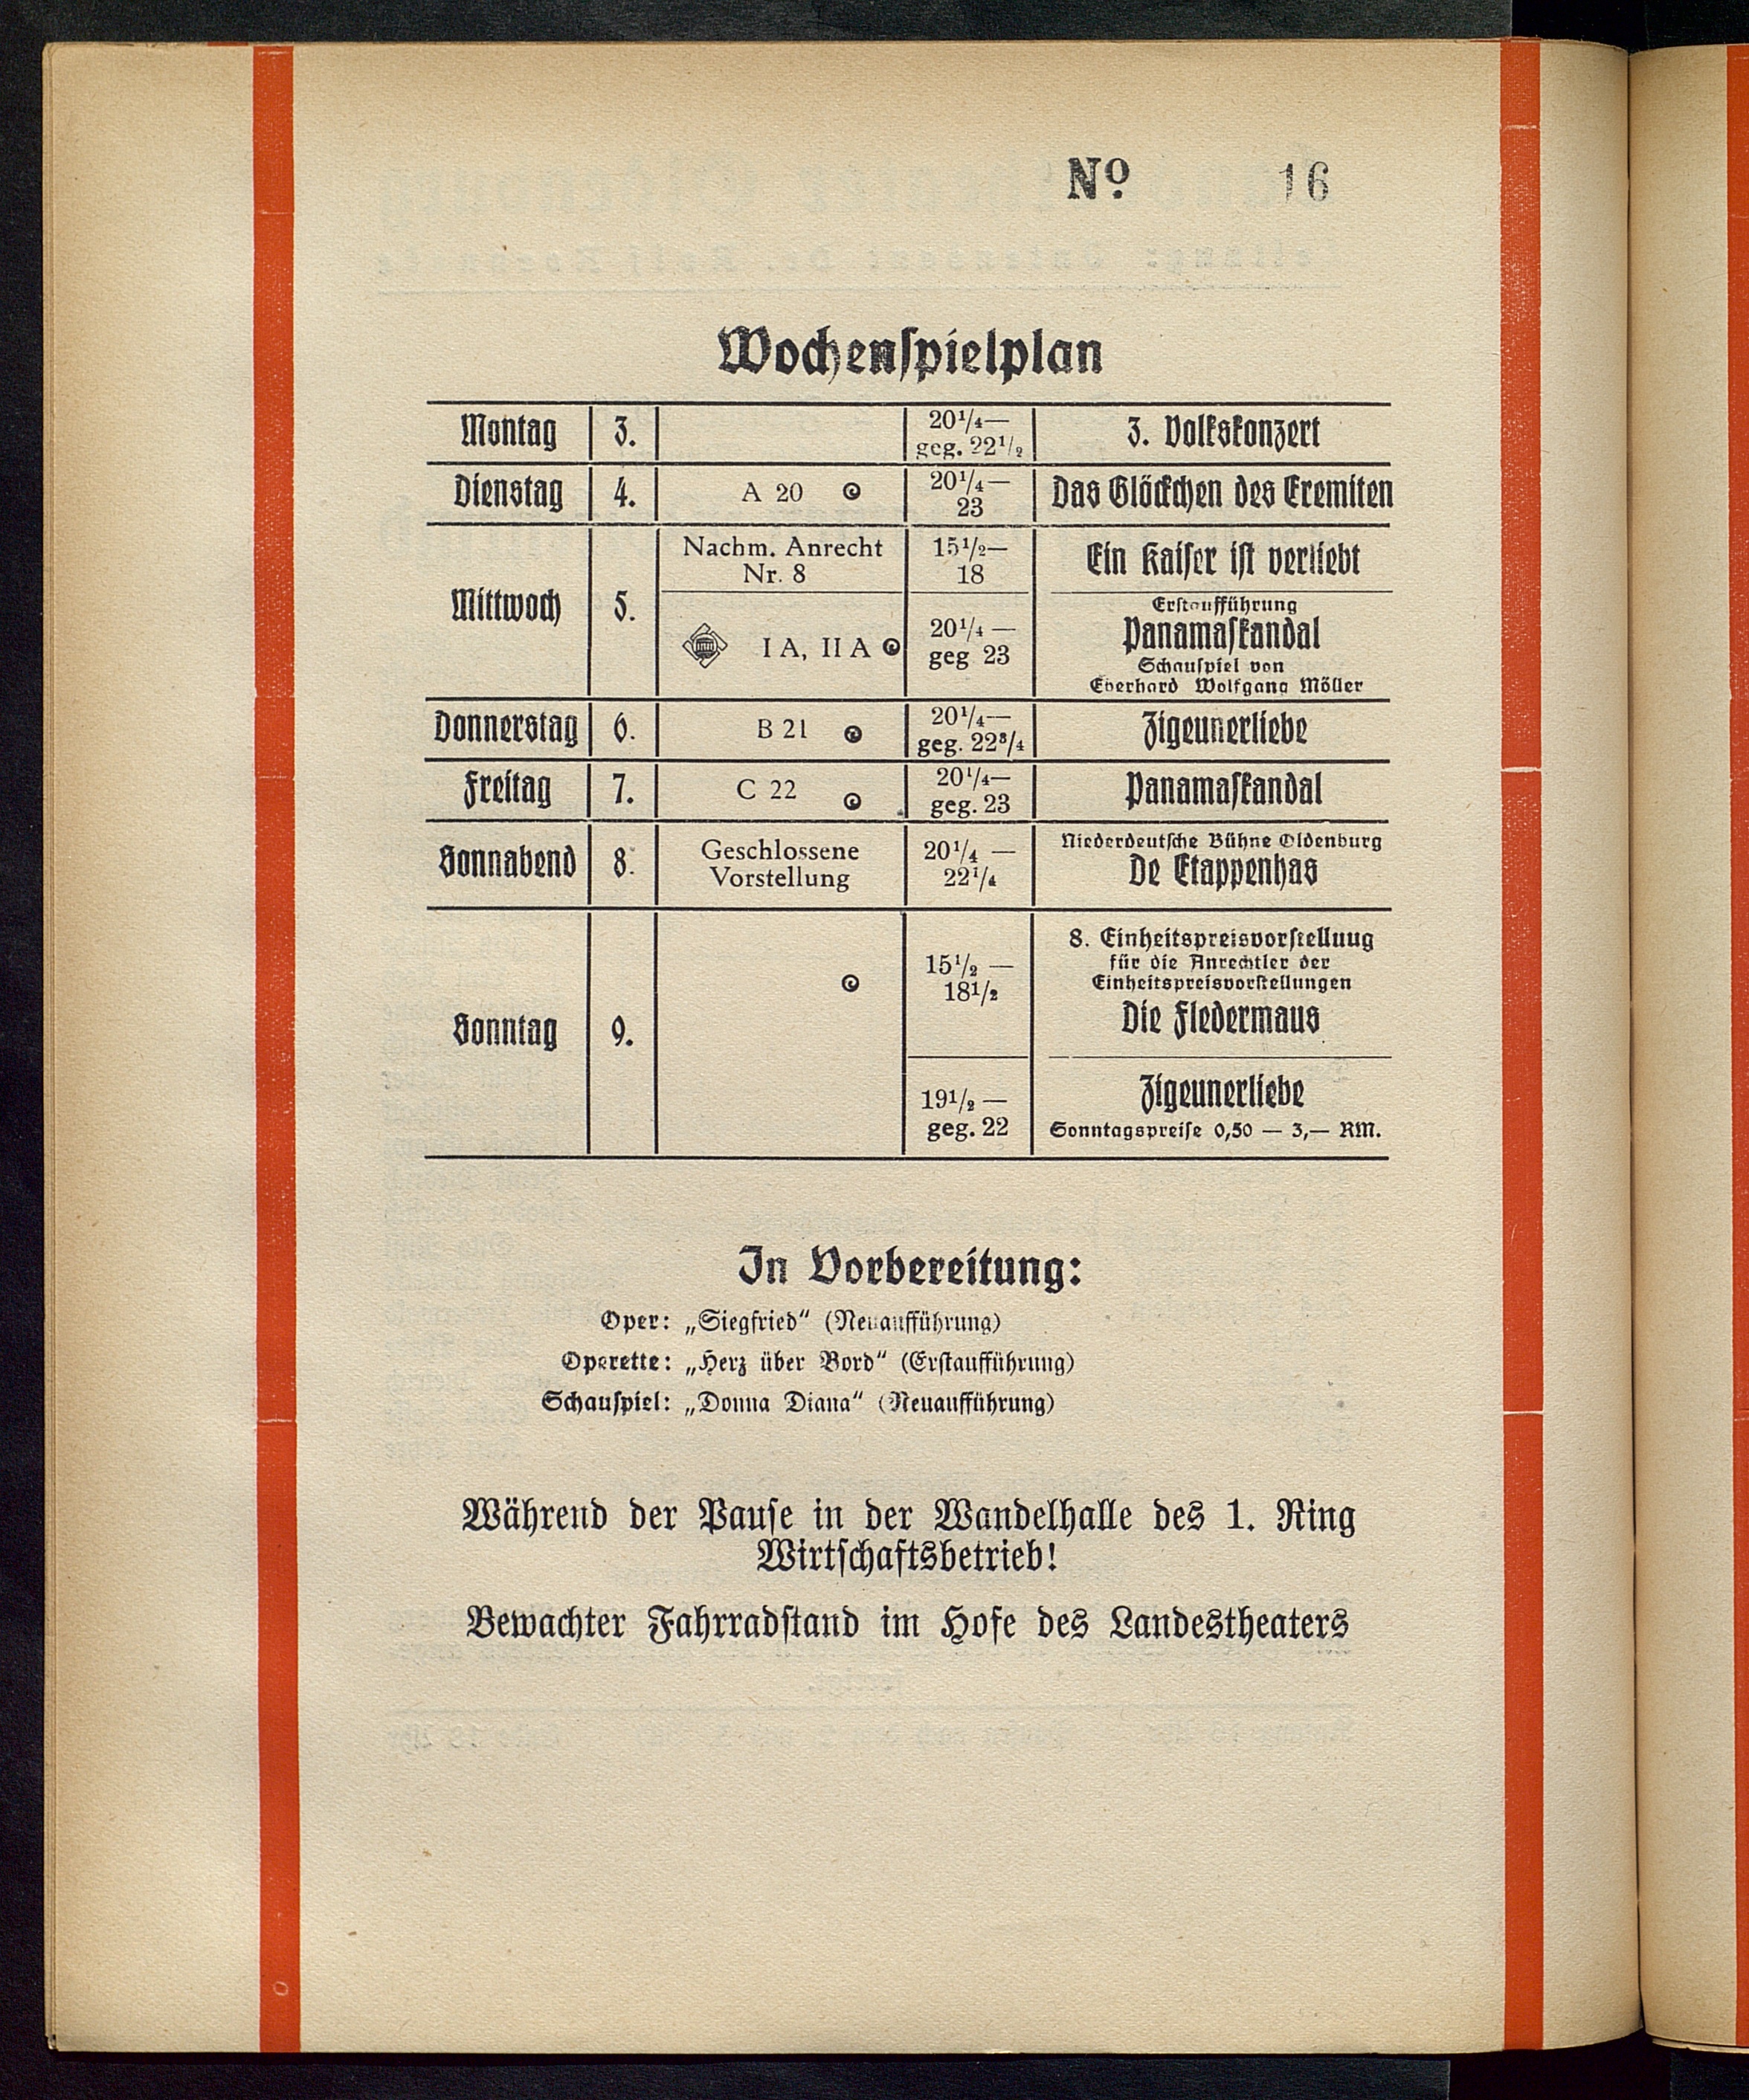 Nº 16
Wochenspielplan
Montag 3. 20¼— geg. 22½ 3. Volkskonzert
Dienstag 4. A 20 20¼— 23 Das Glöckchen des Eremiten
Mittwoch 5.
Nachm. Anrecht Nr. 8 15½— 18 Ein Kaiser ist verliebt
I A, II A 20¼— geg 23
Erstaufführung
Panamaskandal
Schauspiel von
Eberhard Wolfgang Möller
Donnerstag 6. B 21 20¼— geg. 22¾ Zigeunerliebe
Freitag 7. C 22 20¼— geg. 23 Panamaskandal
Sonnabend 8. Geschlossene Vorstellung 20¼— 22¼
Niederdeutsche Bühne Oldenburg
De Etappenhas
Sonntag 9.
15½— 18½
8. Einheitspreisvorstellung
für die Anrechtler der
Einheitspreisvorstellungen
Die Fledermaus
19½— geg. 22
Zigeunerliebe
Sonntagspreise 0,50 — 3,— RM.
In Vorbereitung:
Oper: „Siegfried“ (Neuaufführung)
Operette: „Herz über Bord“ (Erstaufführung)
Schauspiel: „Donna Diana“ (Neuaufführung)
Während der Pause in der Wandelhalle des 1. Ring
Wirtschaftsbetrieb!
Bewachter Fahrradstand im Hofe des Landestheaters